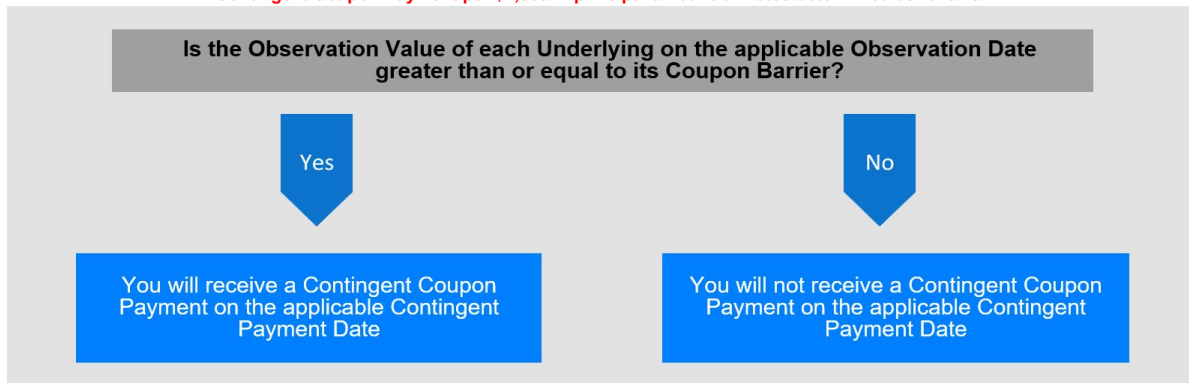 Is the Observation Value of each Underlying on the applicable Observation Date
greater than or equal to its Coupon Barrier?
Yes
No
You will receive a Contingent Coupon
Payment on the applicable Contingent
Payment Date
You will not receive a Contingent Coupon
Payment on the applicable Contingent
Payment Date